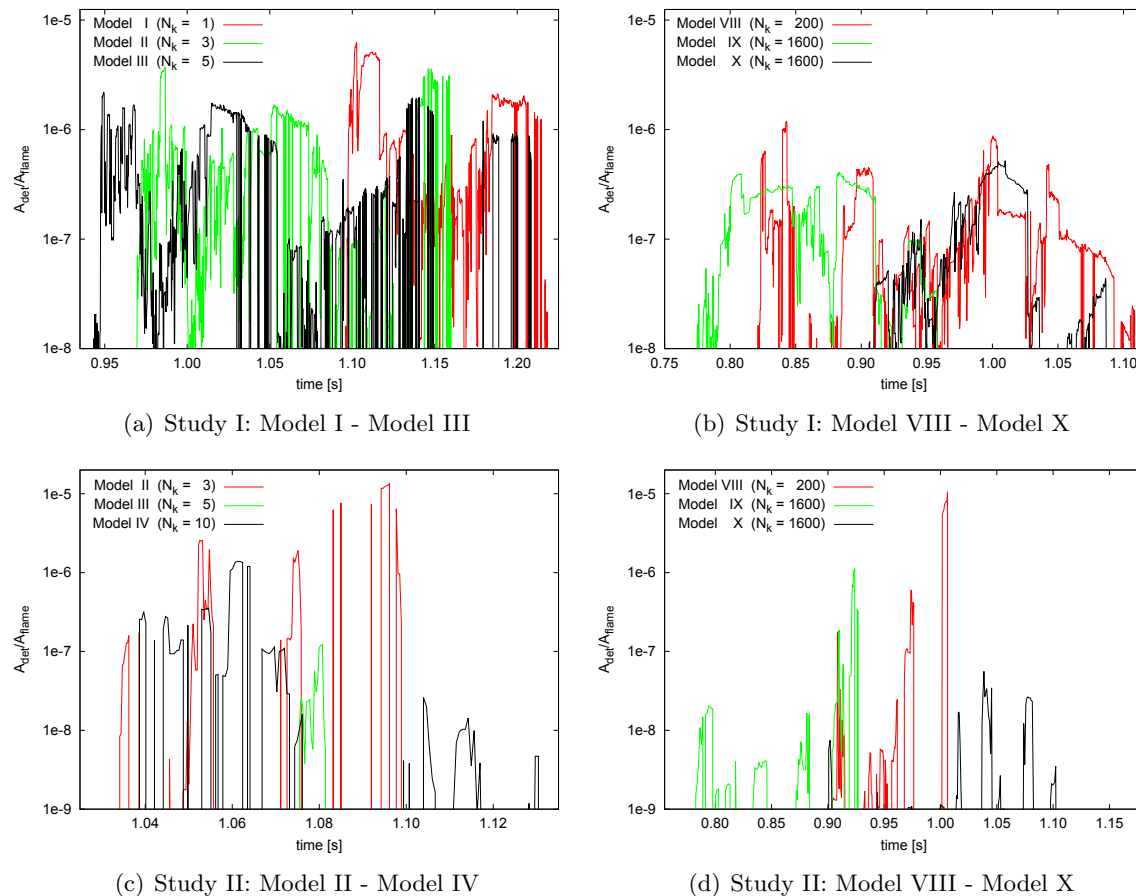 1e-5
1e-6
1e-7
1e-8
A_det/A_flame
Model I (N_k = 1)
Model II (N_k = 3)
Model III (N_k = 5)
0.95 1.00 1.05 1.10 1.15 1.20
time [s]
(a) Study I: Model I - Model III
1e-5
1e-6
1e-7
1e-8
A_det/A_flame
Model VIII (N_k = 200)
Model IX (N_k = 1600)
Model X (N_k = 1600)
0.75 0.80 0.85 0.90 0.95 1.00 1.05 1.10
time [s]
(b) Study I: Model VIII - Model X
1e-5
1e-6
1e-7
1e-8
1e-9
A_det/A_flame
Model II (N_k = 3)
Model III (N_k = 5)
Model IV (N_k = 10)
1.04 1.06 1.08 1.10 1.12
time [s]
(c) Study II: Model II - Model IV
1e-5
1e-6
1e-7
1e-8
1e-9
A_det/A_flame
Model VIII (N_k = 200)
Model IX (N_k = 1600)
Model X (N_k = 1600)
0.80 0.85 0.90 0.95 1.00 1.05 1.10 1.15
time [s]
(d) Study II: Model VIII - Model X